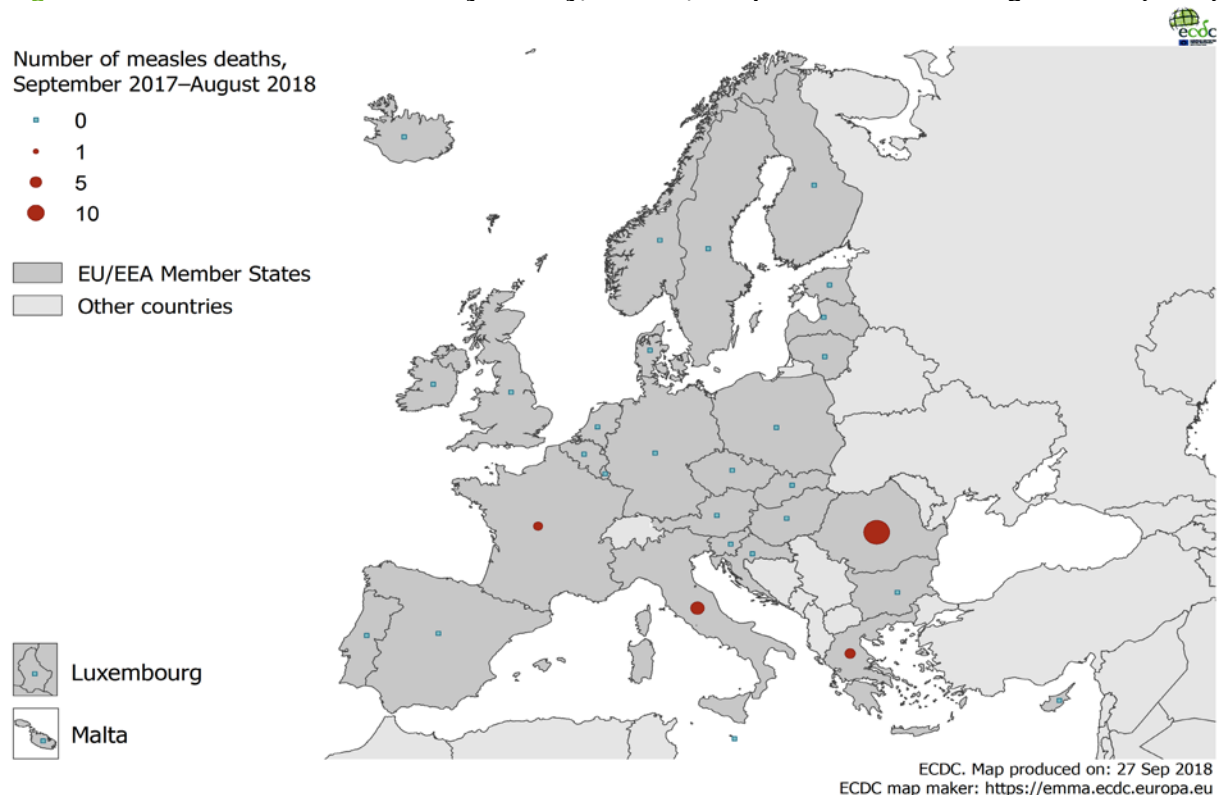 ecdc
Number of measles deaths,
September 2017–August 2018
0
1
5
10
EU/EEA Member States
Other countries
Luxembourg
Malta
ECDC. Map produced on: 27 Sep 2018
ECDC map maker: https://emma.ecdc.europa.eu